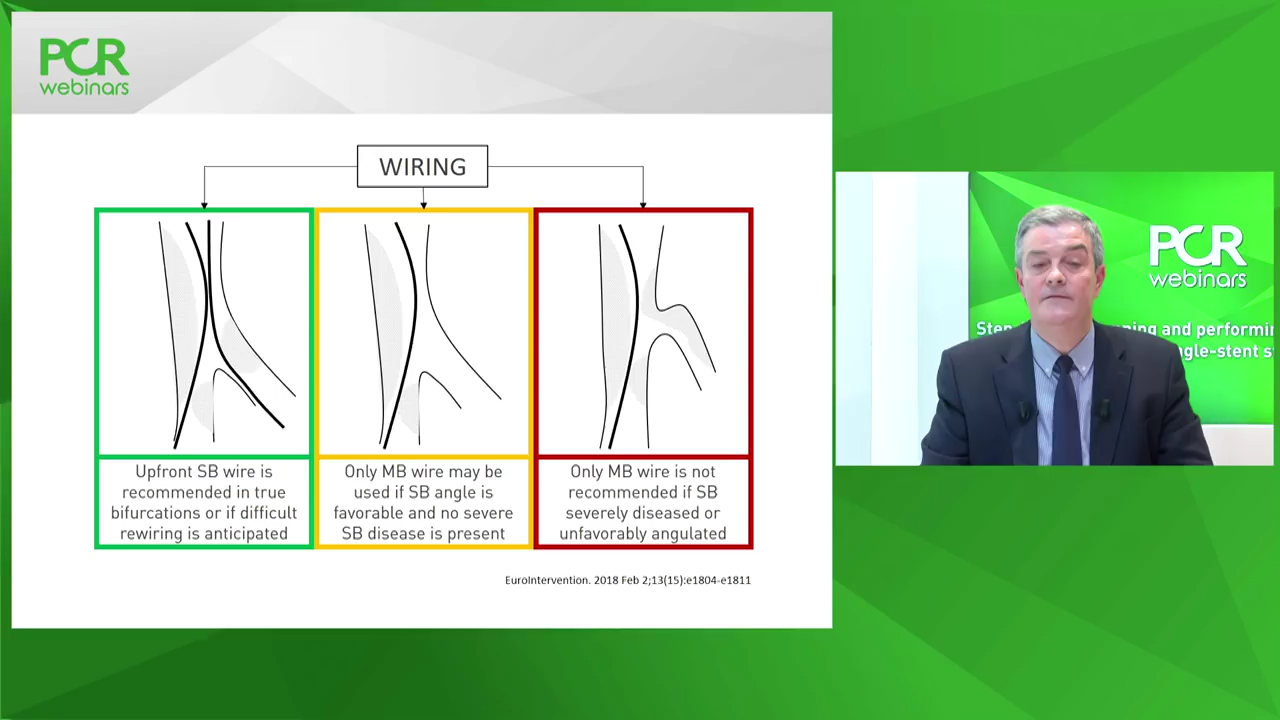 PCR
webinars
WIRING
Upfront SB wire is
recommended in true
bifurcations or if difficult
rewiring is anticipated
Only MB wire may be
used if SB angle is
favorable and no severe
SB disease is present
Only MB wire is not
recommended if SB
severely diseased or
unfavorably angulated
EuroIntervention. 2018 Feb 2;13(15):e1804-e1811
PCR
webinars
and